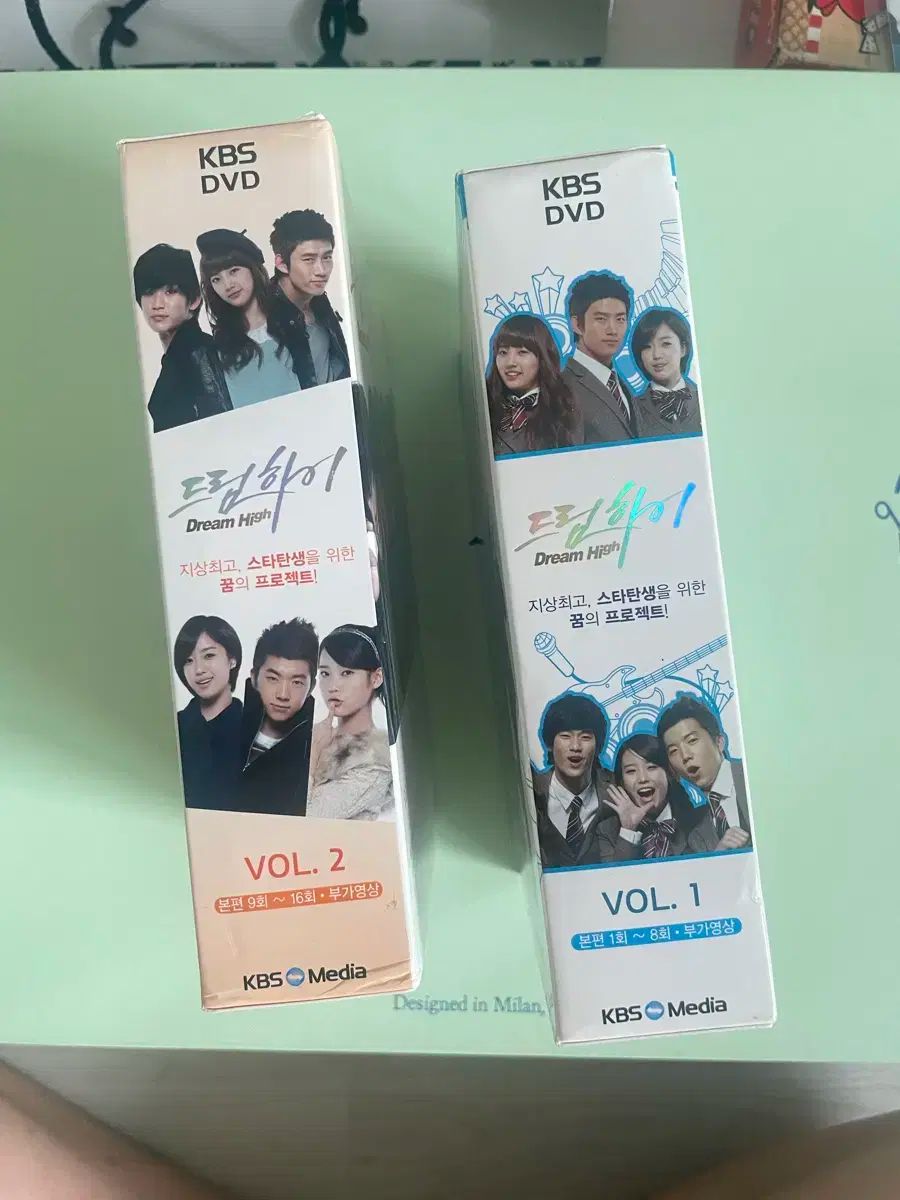 KBS
DVD
드림하이
Dream High
지상최고, 스타탄생을 위한
꿈의 프로젝트!
VOL. 2
본편 9회 ~ 16회 • 부가영상
KBS Media
KBS
DVD
드림하이
Dream High
지상최고, 스타탄생을 위한
꿈의 프로젝트!
VOL. 1
본편 1회 ~ 8회 • 부가영상
KBS Media
Designed in Milan,